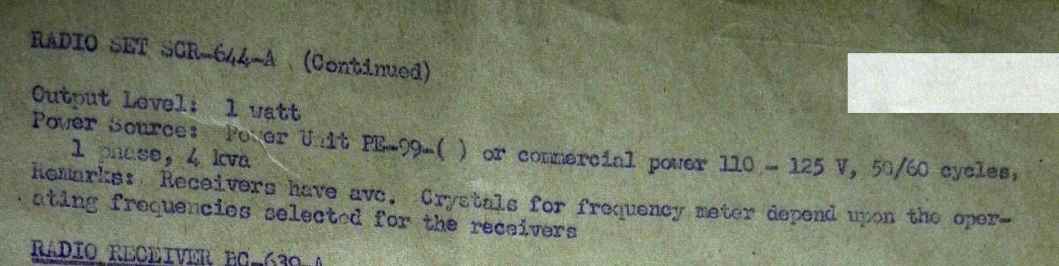 RADIO SET SCR-644-A (Continued)
Output Level: 1 watt
Power Source: Power Unit PE-99-( ) or commercial power 110 - 125 V, 50/60 cycles,
1 phase, 4 kva
Remarks: Receivers have avc. Crystals for frequency meter depend upon the oper-
ating frequencies selected for the receivers
RADIO RECEIVER BC-639-A